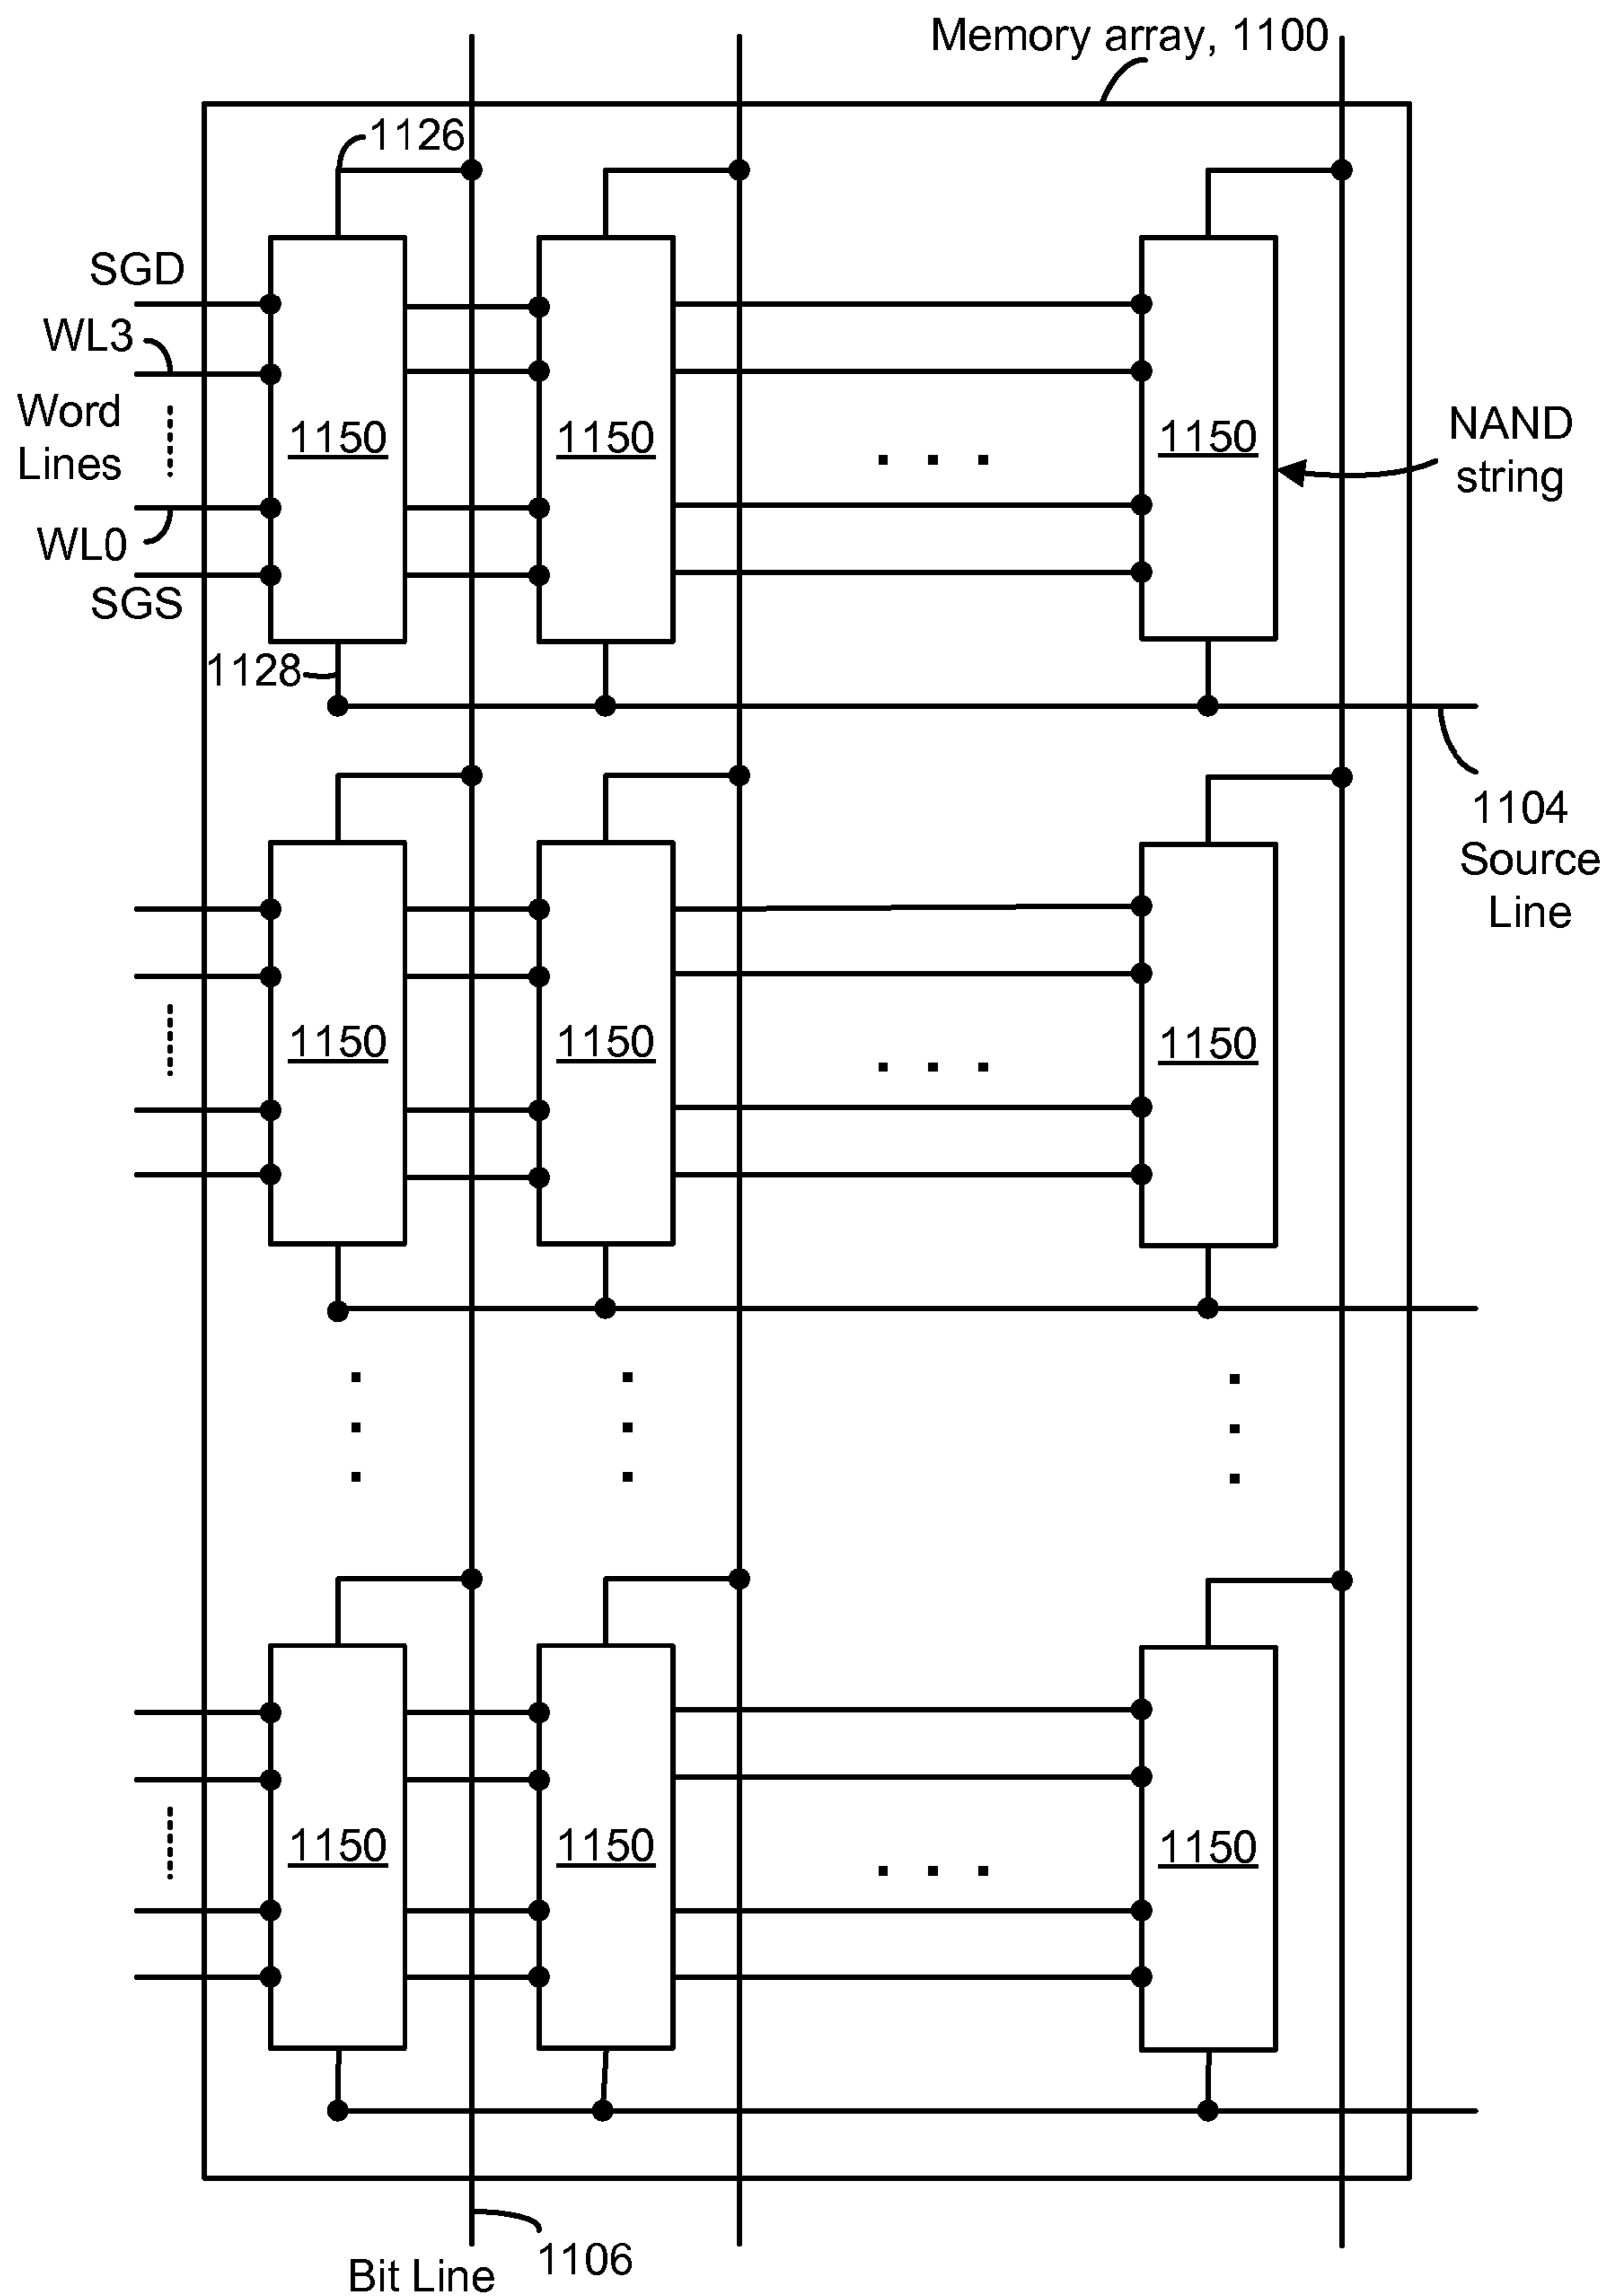 Memory array, 1100
1126
SGD
WL3
Word
Lines
WL0
SGS
1150
1150
. . .
1150
NAND
string
1128
1104
Source
Line
1150
1150
. . .
1150
1150
1150
. . .
1150
1106
Bit Line